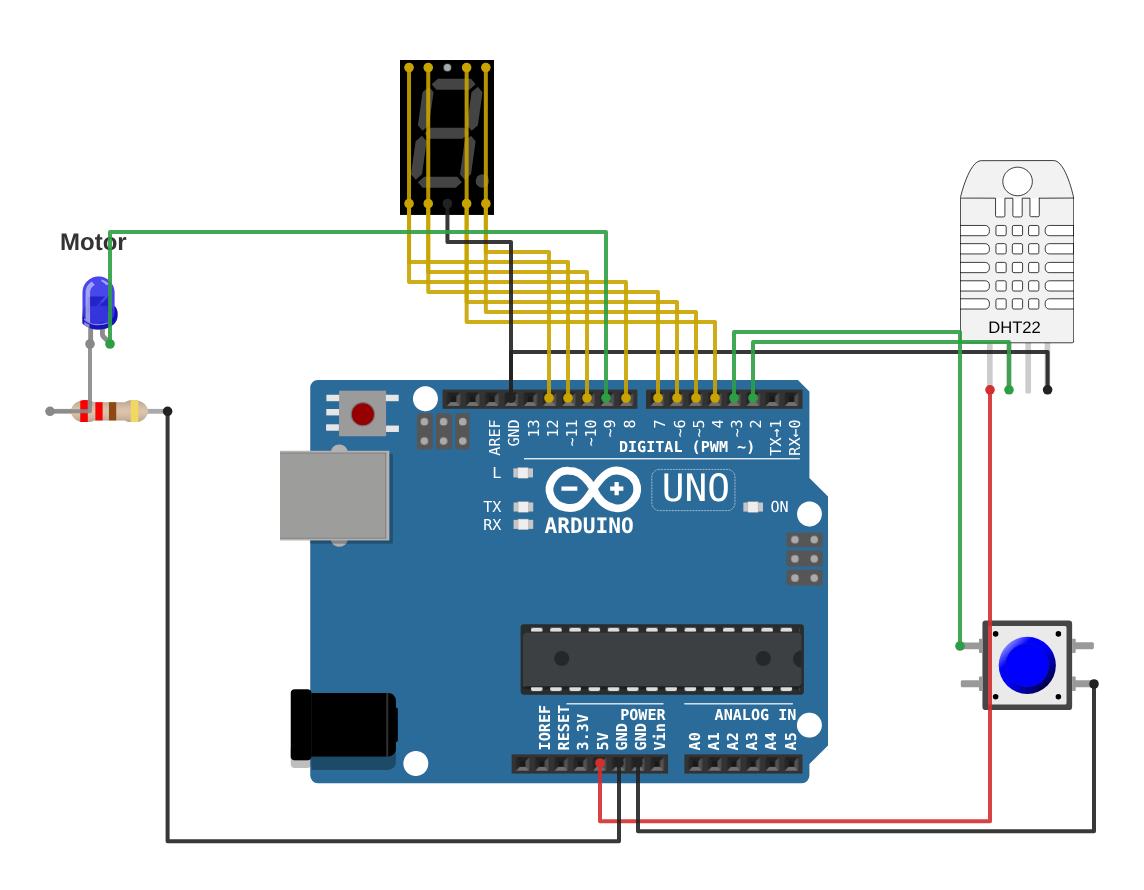 Motor
DHT22
AREF
GND
13
12
~11
~10
~9
8
7
~6
~5
4
~3
2
TX→1
RX←0
DIGITAL (PWM ~)
L
TX
RX
ARDUINO
UNO
ON
IOREF
RESET
3.3V
5V
GND
GND
Vin
POWER
ANALOG IN
A0
A1
A2
A3
A4
A5